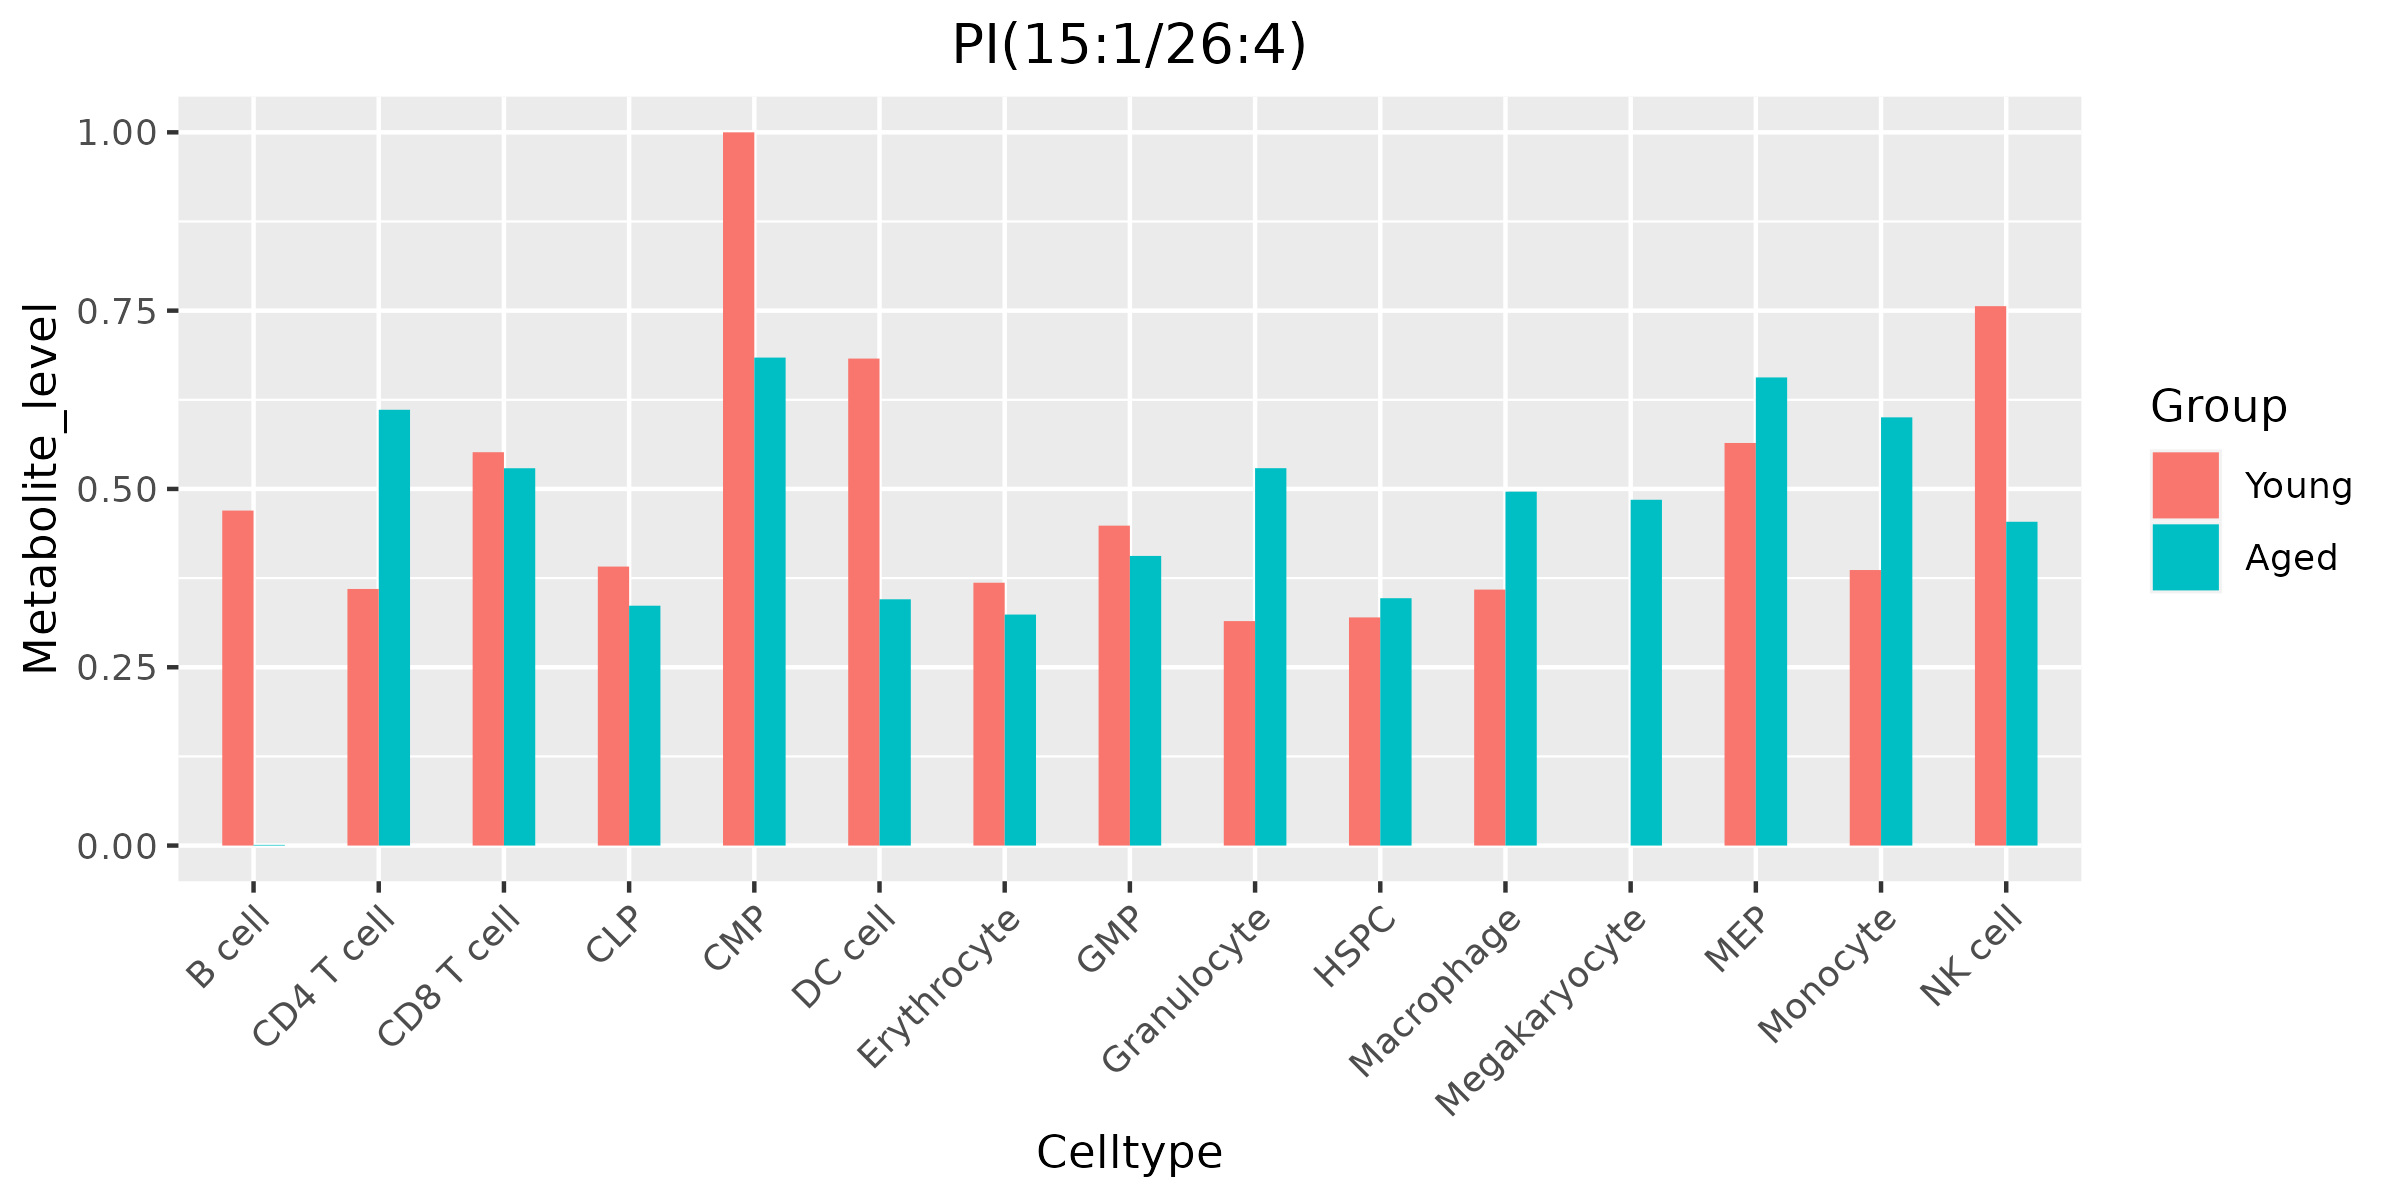 PI(15:1/26:4)
Metabolite_level
1.00
0.75
0.50
0.25
0.00
B cell
CD4 T cell
CD8 T cell
CLP
CMP
DC cell
Erythrocyte
GMP
Granulocyte
HSPC
Macrophage
Megakaryocyte
MEP
Monocyte
NK cell
Celltype
Group
Young
Aged